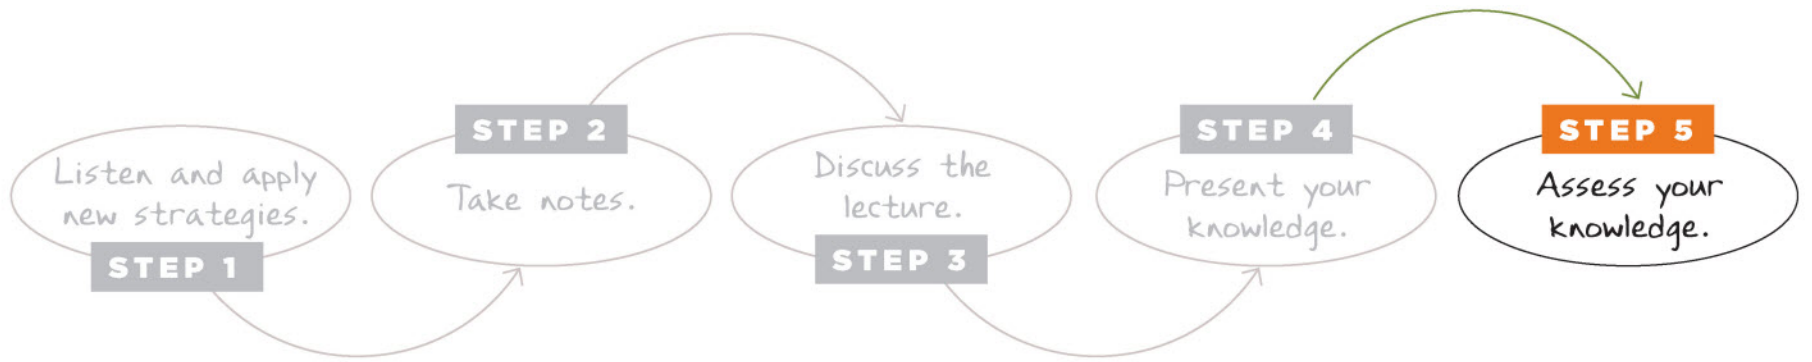 Listen and apply
new strategies.
STEP 1
STEP 2
Take notes.
Discuss the
lecture.
STEP 3
STEP 4
Present your
knowledge.
STEP 5
Assess your
knowledge.